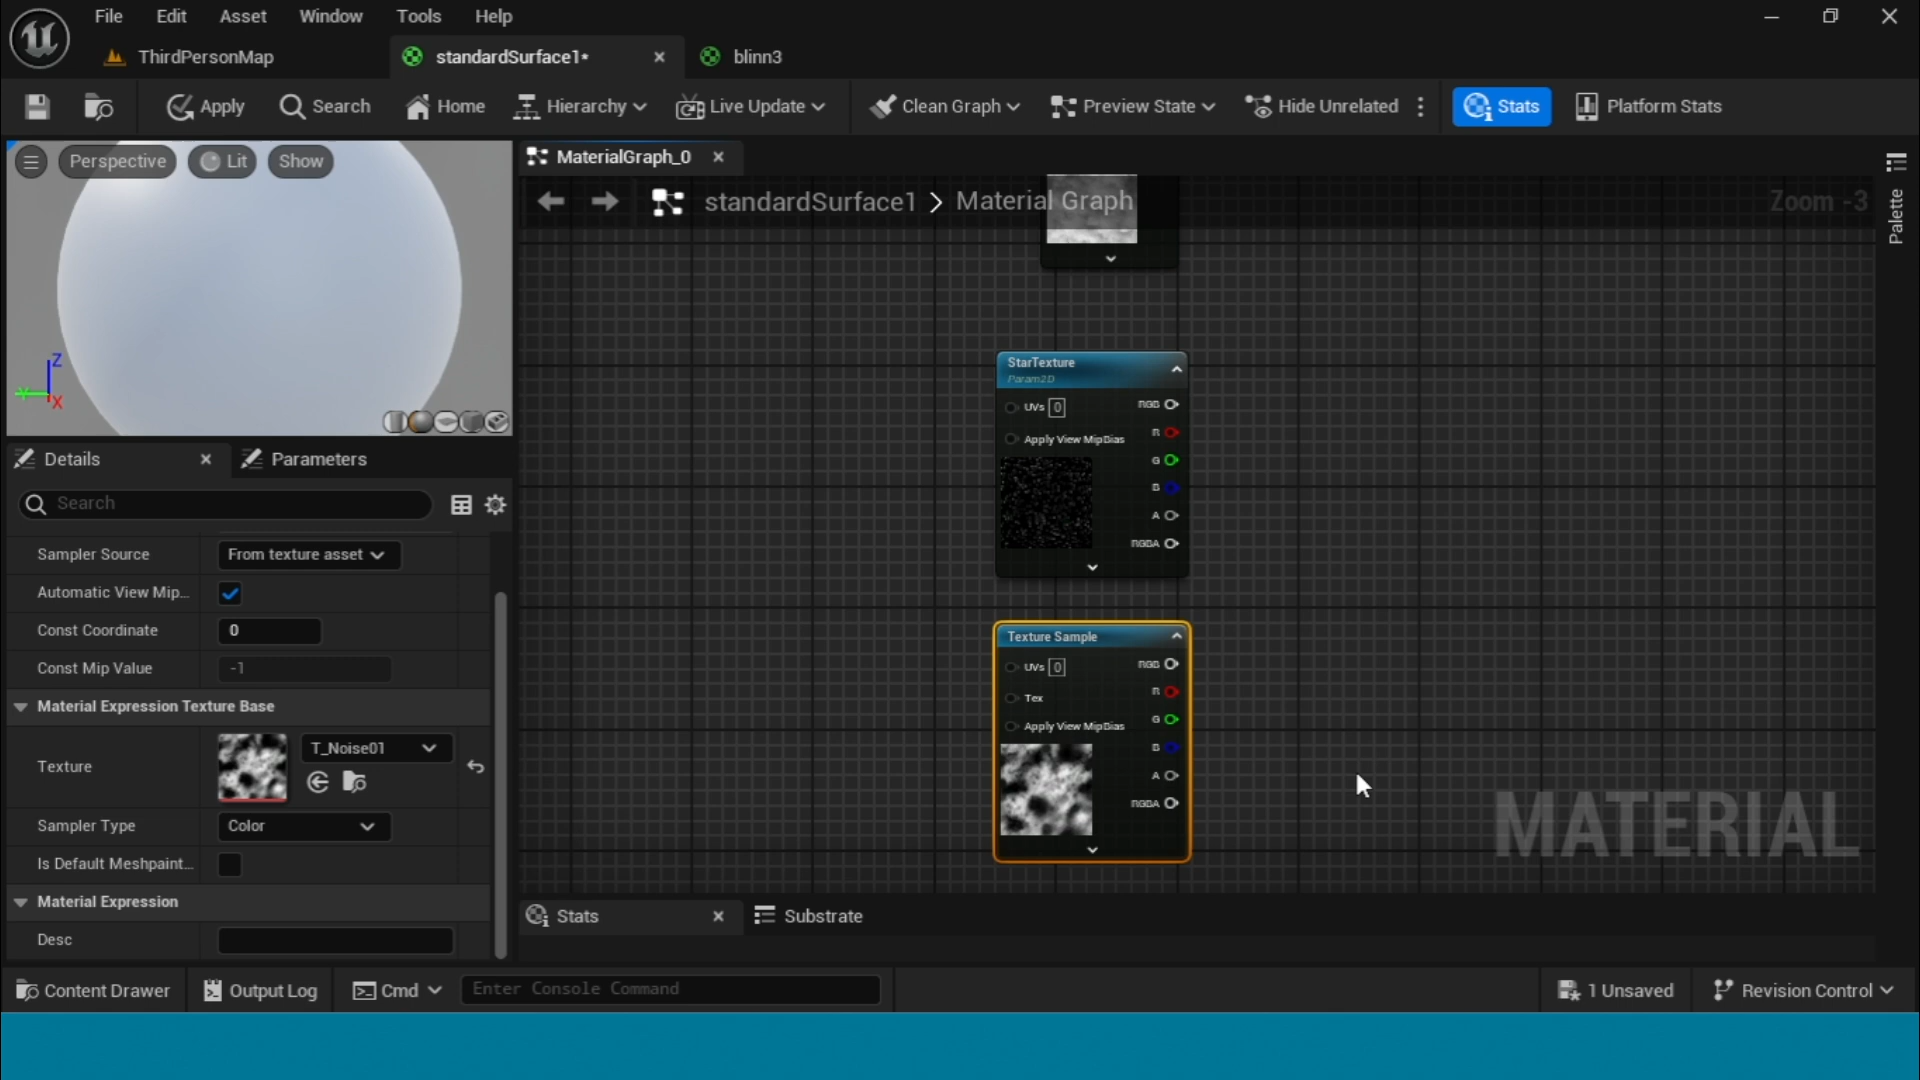 File Edit Asset Window Tools Help
ThirdPersonMap standardSurface1* blinn3
Apply Search Home Hierarchy Live Update Clean Graph Preview State Hide Unrelated Stats Platform Stats
Perspective Lit Show
MaterialGraph_0
standardSurface1 > Material Graph
Zoom -3
Palette
Z
Y
X
Details Parameters
Search
Sampler Source From texture asset
Automatic View Mip...
Const Coordinate 0
Const Mip Value -1
Material Expression Texture Base
Texture T_Noise01
Sampler Type Color
Is Default Meshpaint...
Material Expression
Desc
StarTexture
Param2D
UVs 0 RGB
R
Apply View MipBias
G
B
A
RGBA
Texture Sample
UVs 0 RGB
R
Tex
G
Apply View MipBias
B
A
RGBA
MATERIAL
Stats Substrate
Content Drawer Output Log Cmd Enter Console Command 1 Unsaved Revision Control